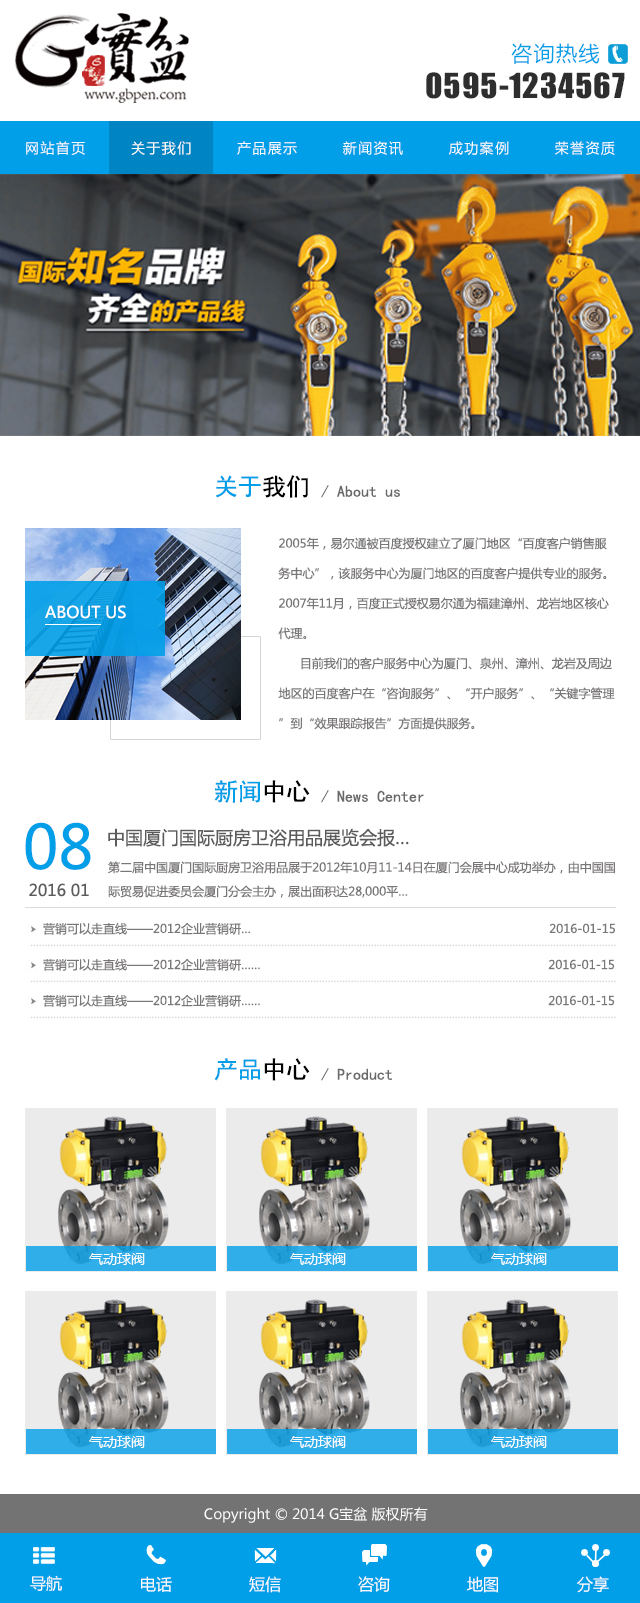 G寳盆
www.gbpen.com
咨询热线
0595-1234567
网站首页 关于我们 产品展示 新闻资讯 成功案例 荣誉资质
国际知名品牌
齐全的产品线
关于我们 / About us
ABOUT US
2005年，易尔通被百度授权建立了厦门地区“百度客户销售服
务中心”，该服务中心为厦门地区的百度客户提供专业的服务。
2007年11月，百度正式授权易尔通为福建漳州、龙岩地区核心
代理。
目前我们的客户服务中心为厦门、泉州、漳州、龙岩及周边
地区的百度客户在“咨询服务”、“开户服务”、“关键字管理
”到“效果跟踪报告”方面提供服务。
新闻中心 / News Center
08
2016 01
中国厦门国际厨房卫浴用品展览会报...
第二届中国厦门国际厨房卫浴用品展于2012年10月11-14日在厦门会展中心成功举办，由中国国
际贸易促进委员会厦门分会主办，展出面积达28,000平...
营销可以走直线——2012企业营销研... 2016-01-15
营销可以走直线——2012企业营销研...... 2016-01-15
营销可以走直线——2012企业营销研...... 2016-01-15
产品中心 / Product
气动球阀 气动球阀 气动球阀
气动球阀 气动球阀 气动球阀
Copyright © 2014 G宝盆 版权所有
导航 电话 短信 咨询 地图 分享